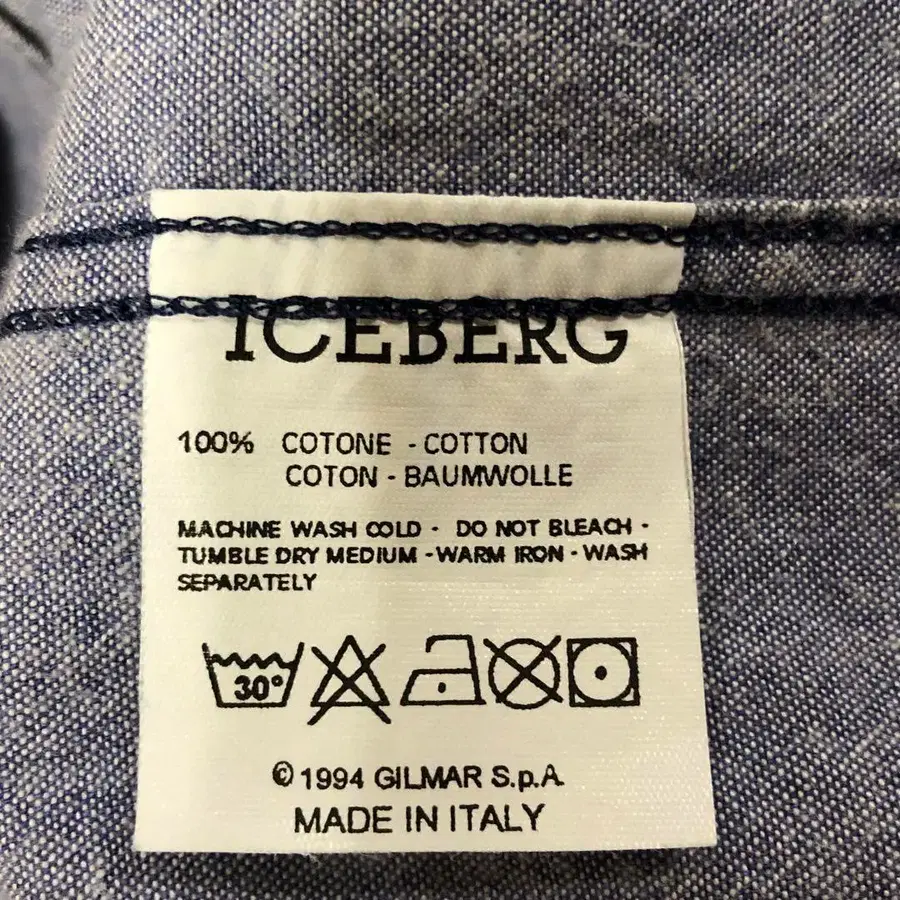 ICEBERG
100% COTONE - COTTON
COTON - BAUMWOLLE
MACHINE WASH COLD - DO NOT BLEACH -
TUMBLE DRY MEDIUM - WARM IRON - WASH
SEPARATELY
30°
© 1994 GILMAR S.p.A.
MADE IN ITALY